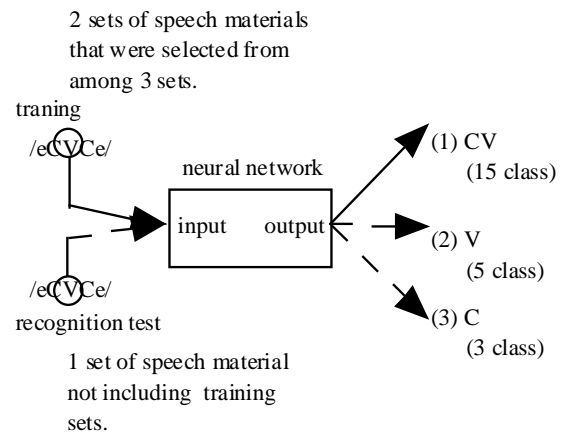 2 sets of speech materials
that were selected from
among 3 sets.
traning
/eCVCe/
neural network
input output
(1) CV
(15 class)
(2) V
(5 class)
(3) C
(3 class)
/eCVCe/
recognition test
1 set of speech material
not including training
sets.